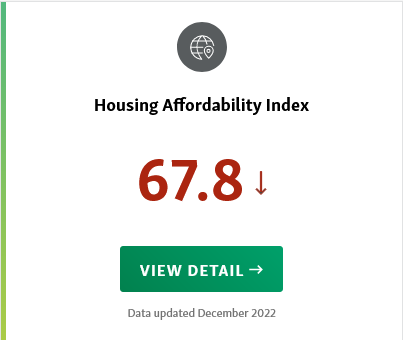 Housing Affordability Index
67.8 ↓
VIEW DETAIL →
Data updated December 2022